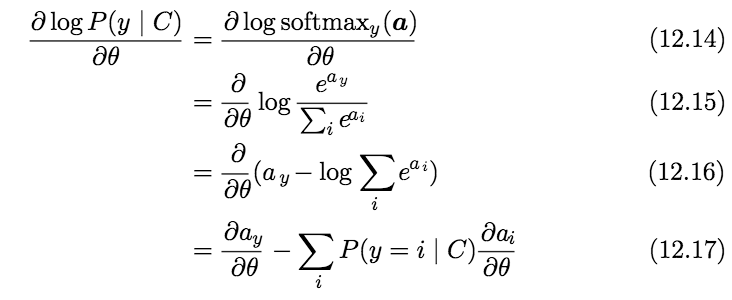 ∂ log P(y | C) / ∂θ = ∂ log softmax_y(a) / ∂θ (12.14)
= ∂/∂θ log e^{a_y} / ∑_i e^{a_i} (12.15)
= ∂/∂θ (a_y − log ∑_i e^{a_i}) (12.16)
= ∂a_y/∂θ − ∑_i P(y = i | C) ∂a_i/∂θ (12.17)